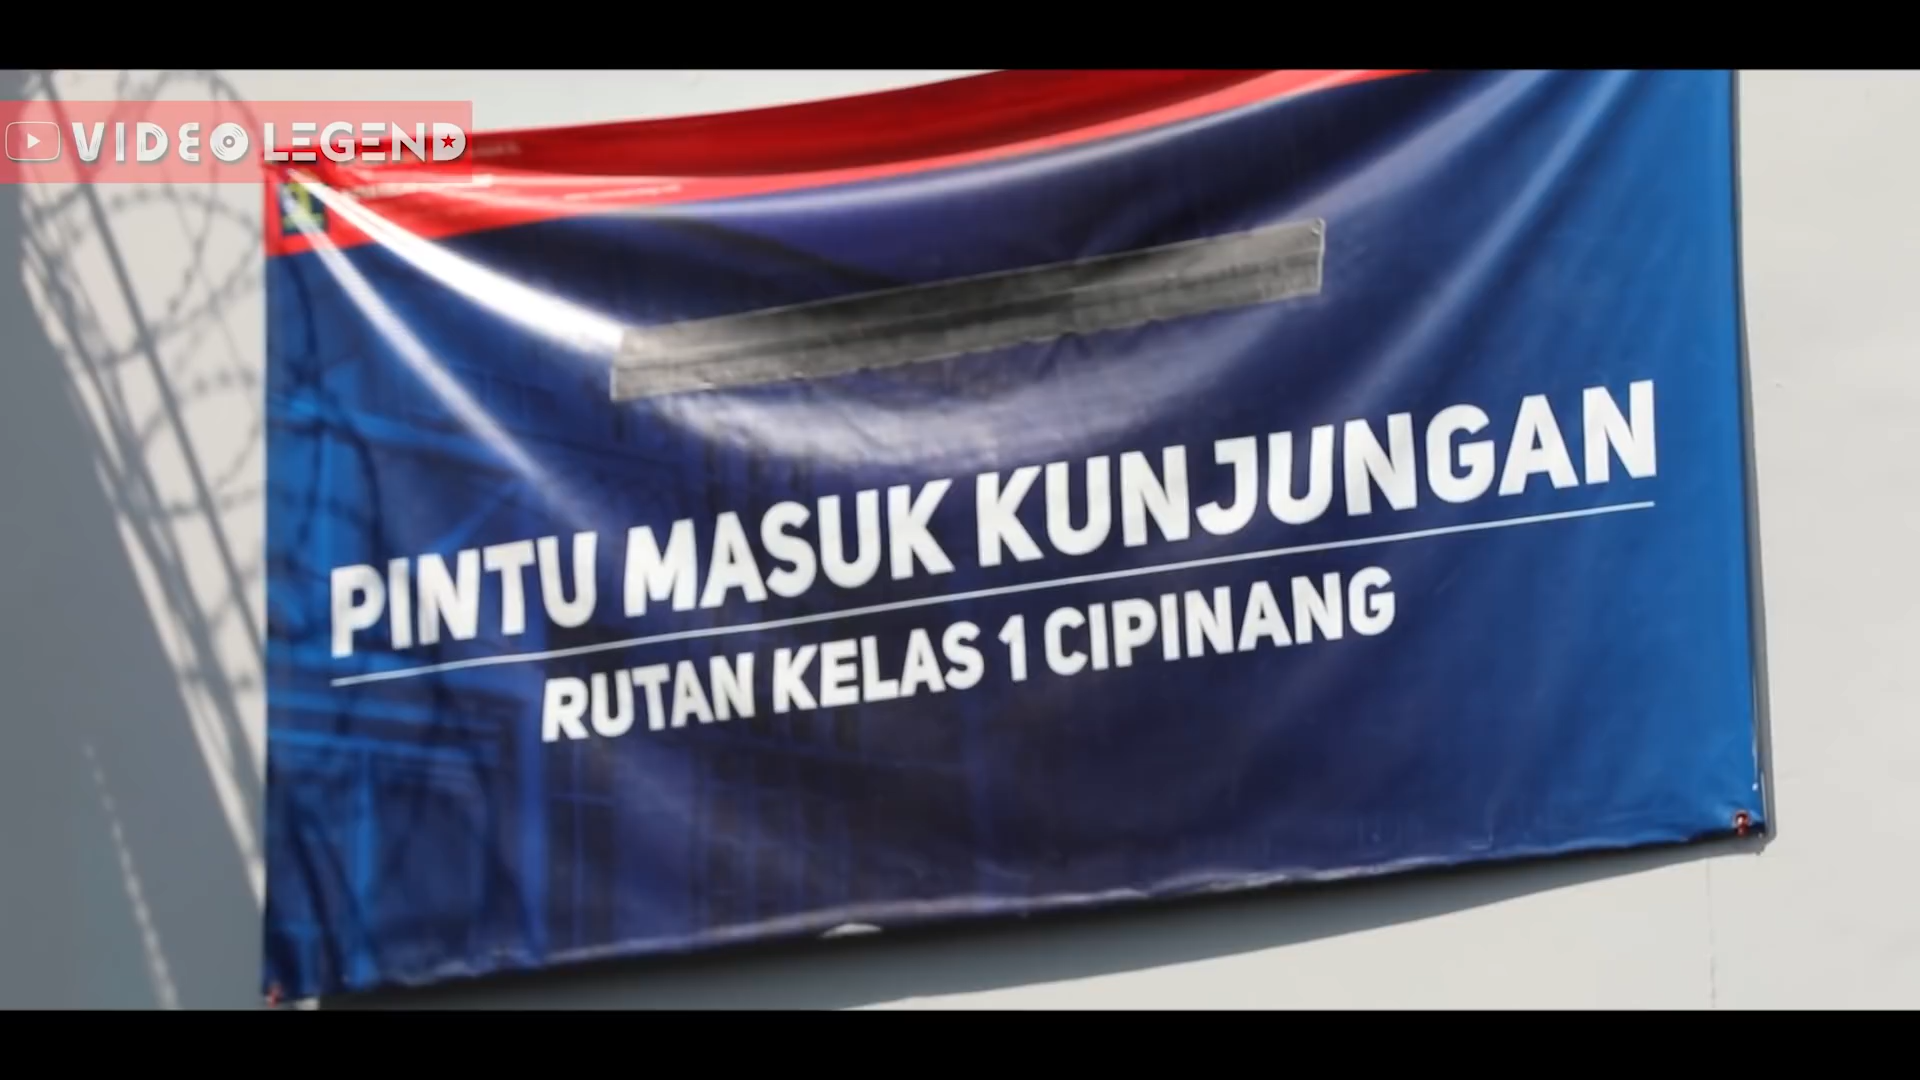 VIDEO LEGEND
PINTU MASUK KUNJUNGAN
RUTAN KELAS 1 CIPINANG